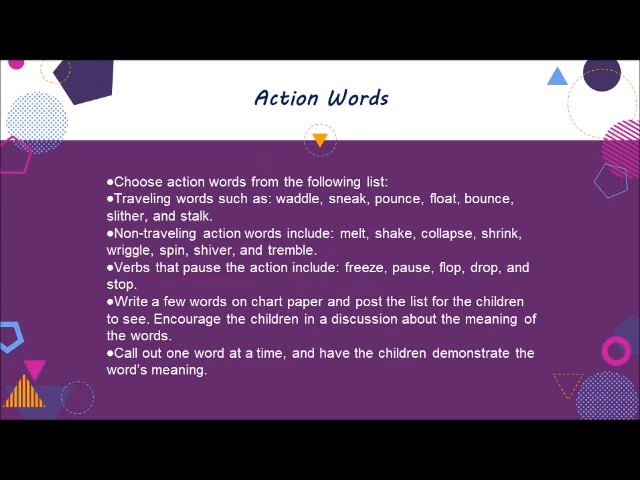 Action Words
●Choose action words from the following list:
●Traveling words such as: waddle, sneak, pounce, float, bounce,
slither, and stalk.
●Non-traveling action words include: melt, shake, collapse, shrink,
wriggle, spin, shiver, and tremble.
●Verbs that pause the action include: freeze, pause, flop, drop, and
stop.
●Write a few words on chart paper and post the list for the children
to see. Encourage the children in a discussion about the meaning of
the words.
●Call out one word at a time, and have the children demonstrate the
word's meaning.